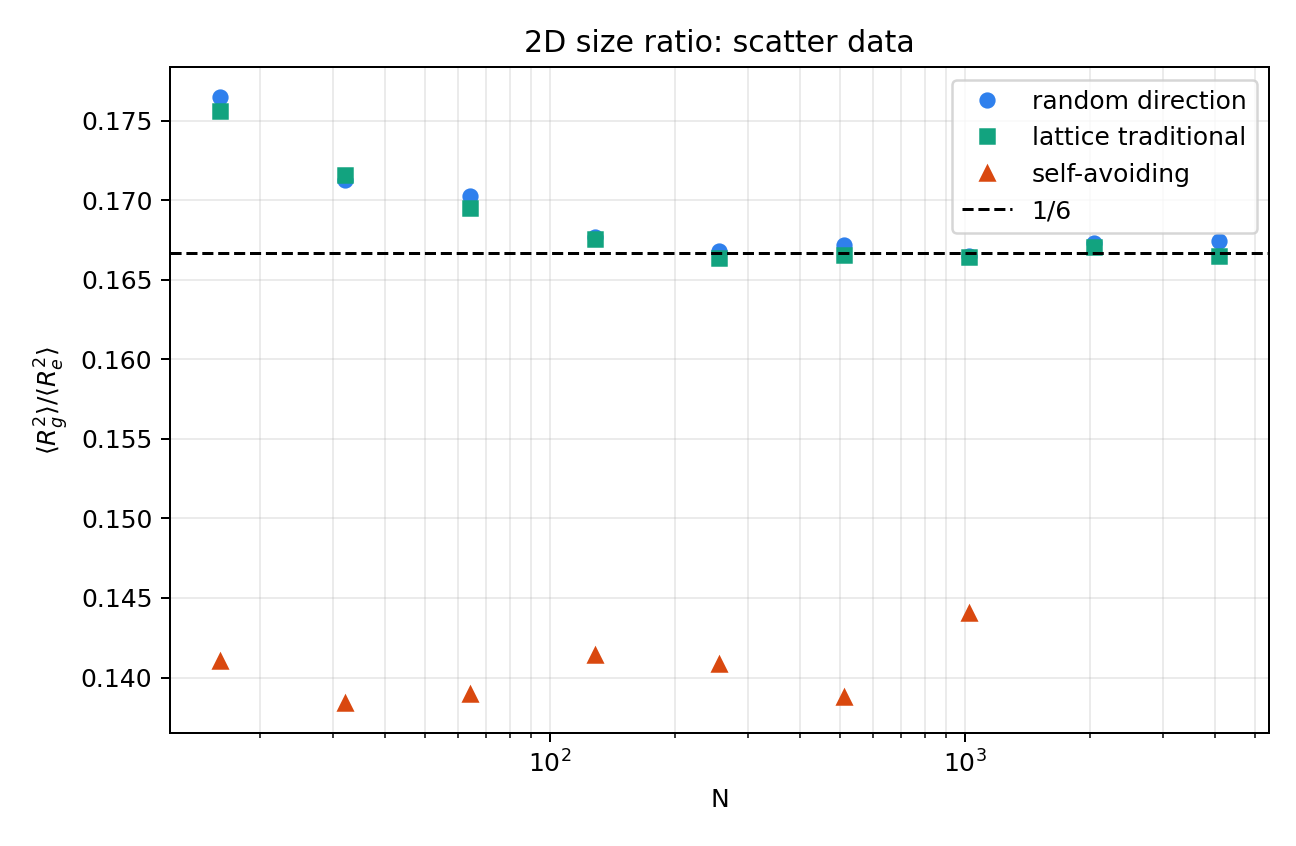 2D size ratio: scatter data
random direction
lattice traditional
self-avoiding
1/6
0.175
0.170
0.165
0.160
0.155
0.150
0.145
0.140
⟨R_g^2⟩/⟨R_e^2⟩
10^2
10^3
N